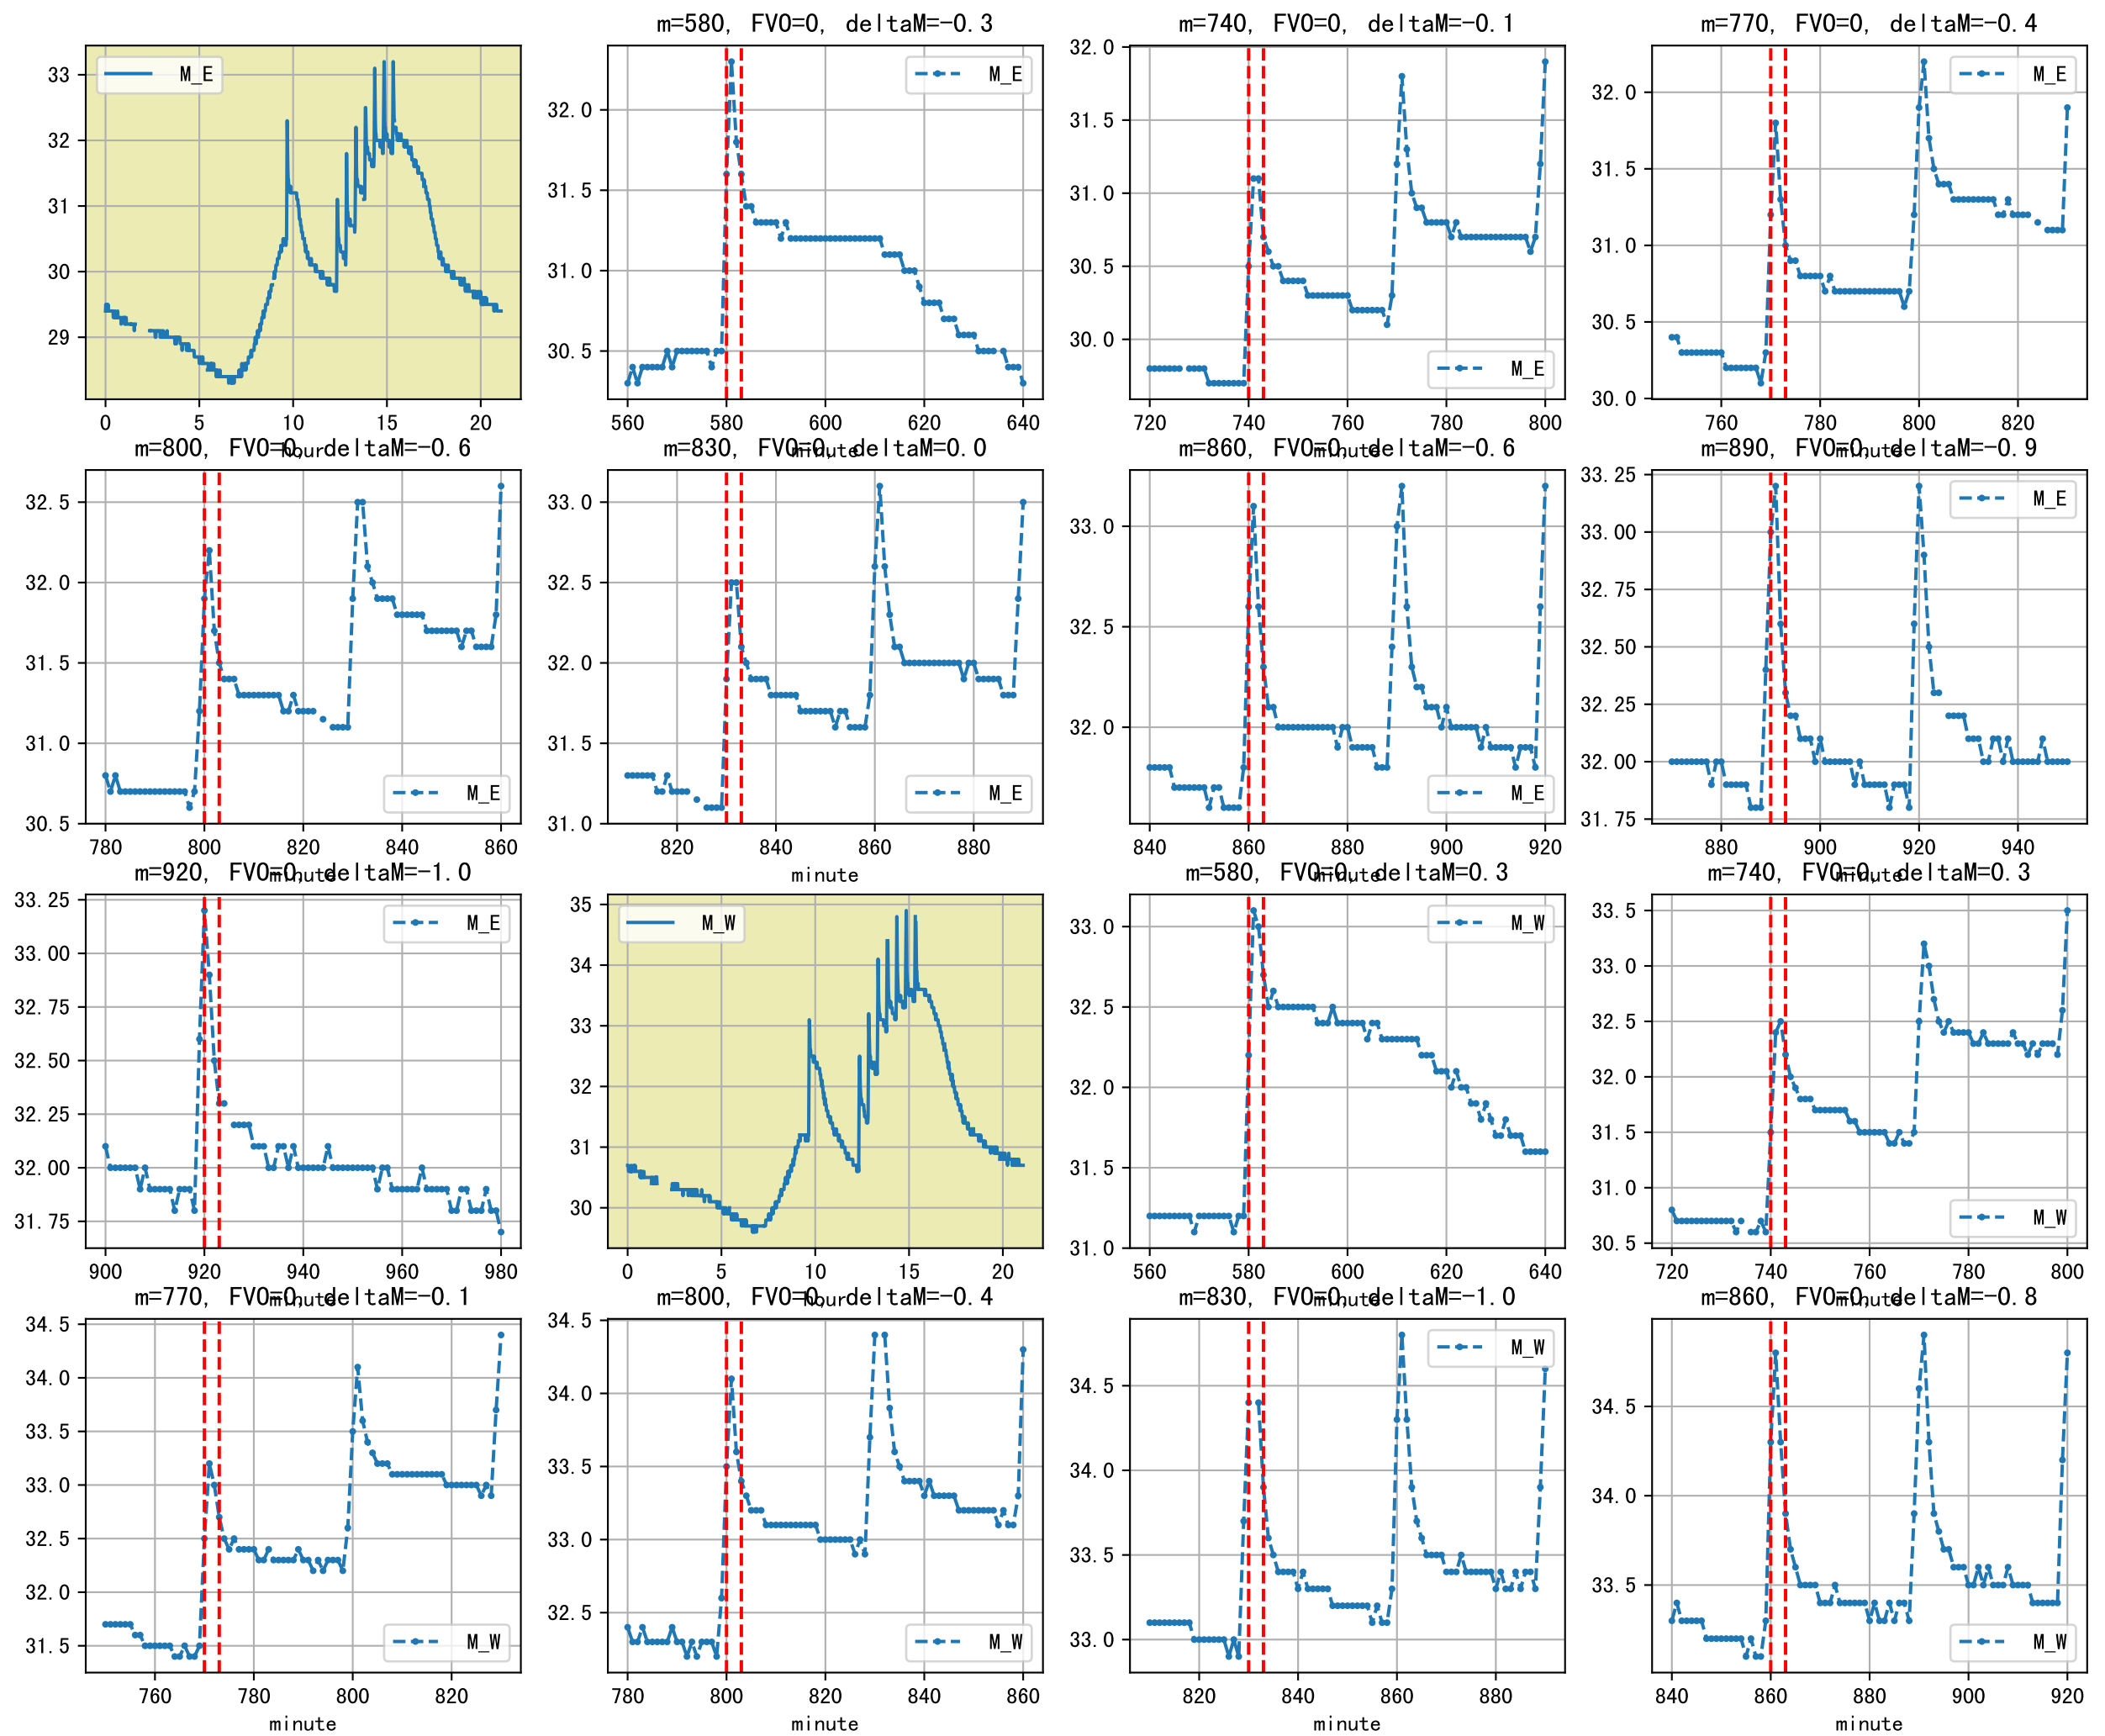 m=580, FVO=0, deltaM=-0.3
m=740, FVO=0, deltaM=-0.1
m=770, FVO=0, deltaM=-0.4
M_E
33
32
31
30
29
0 5 10 15 20
hour
M_E
32.0
31.5
31.0
30.5
560 580 600 620 640
minute
M_E
32.0
31.5
31.0
30.5
30.0
720 740 760 780 800
minute
M_E
32.0
31.5
31.0
30.5
30.0
760 780 800 820
minute
m=800, FVO=0, deltaM=-0.6
m=830, FVO=0, deltaM=0.0
m=860, FVO=0, deltaM=-0.6
m=890, FVO=0, deltaM=-0.9
32.5
32.0
31.5
31.0
30.5
M_E
780 800 820 840 860
minute
33.0
32.5
32.0
31.5
31.0
M_E
820 840 860 880
minute
33.0
32.5
32.0
M_E
840 860 880 900 920
minute
M_E
33.25
33.00
32.75
32.50
32.25
32.00
31.75
880 900 920 940
minute
m=920, FVO=0, deltaM=-1.0
m=580, FVO=0, deltaM=0.3
m=740, FVO=0, deltaM=0.3
M_E
33.25
33.00
32.75
32.50
32.25
32.00
31.75
900 920 940 960 980
minute
M_W
35
34
33
32
31
30
0 5 10 15 20
hour
M_W
33.0
32.5
32.0
31.5
31.0
560 580 600 620 640
minute
33.5
33.0
32.5
32.0
31.5
31.0
30.5
M_W
720 740 760 780 800
minute
m=770, FVO=0, deltaM=-0.1
m=800, FVO=0, deltaM=-0.4
m=830, FVO=0, deltaM=-1.0
m=860, FVO=0, deltaM=-0.8
34.5
34.0
33.5
33.0
32.5
32.0
31.5
M_W
760 780 800 820
minute
34.5
34.0
33.5
33.0
32.5
M_W
780 800 820 840 860
minute
M_W
34.5
34.0
33.5
33.0
820 840 860 880
minute
34.5
34.0
33.5
M_W
840 860 880 900 920
minute